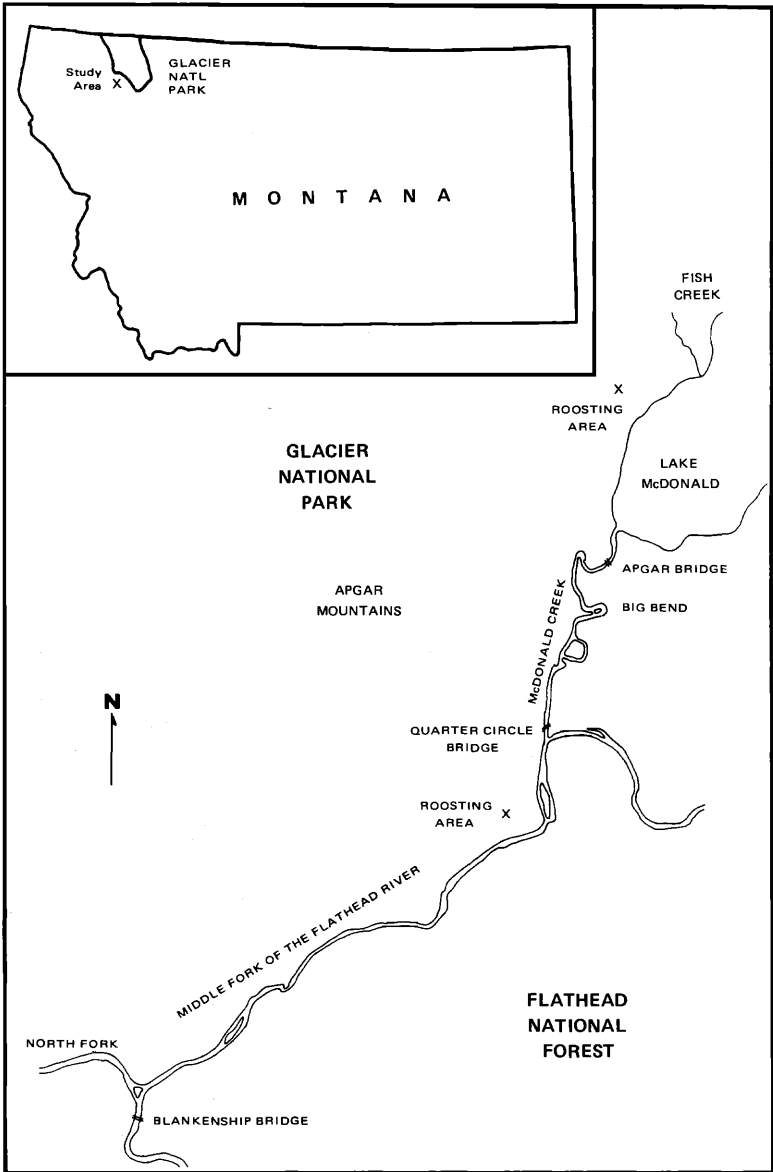 Study
Area X
GLACIER
NATL
PARK
MONTANA
FISH
CREEK
X
ROOSTING
AREA
GLACIER
NATIONAL
PARK
LAKE
McDONALD
APGAR BRIDGE
APGAR
MOUNTAINS
McDONALD CREEK
BIG BEND
N
QUARTER CIRCLE
BRIDGE
ROOSTING X
AREA
MIDDLE FORK OF THE FLATHEAD RIVER
FLATHEAD
NATIONAL
FOREST
NORTH FORK
BLANKENSHIP BRIDGE